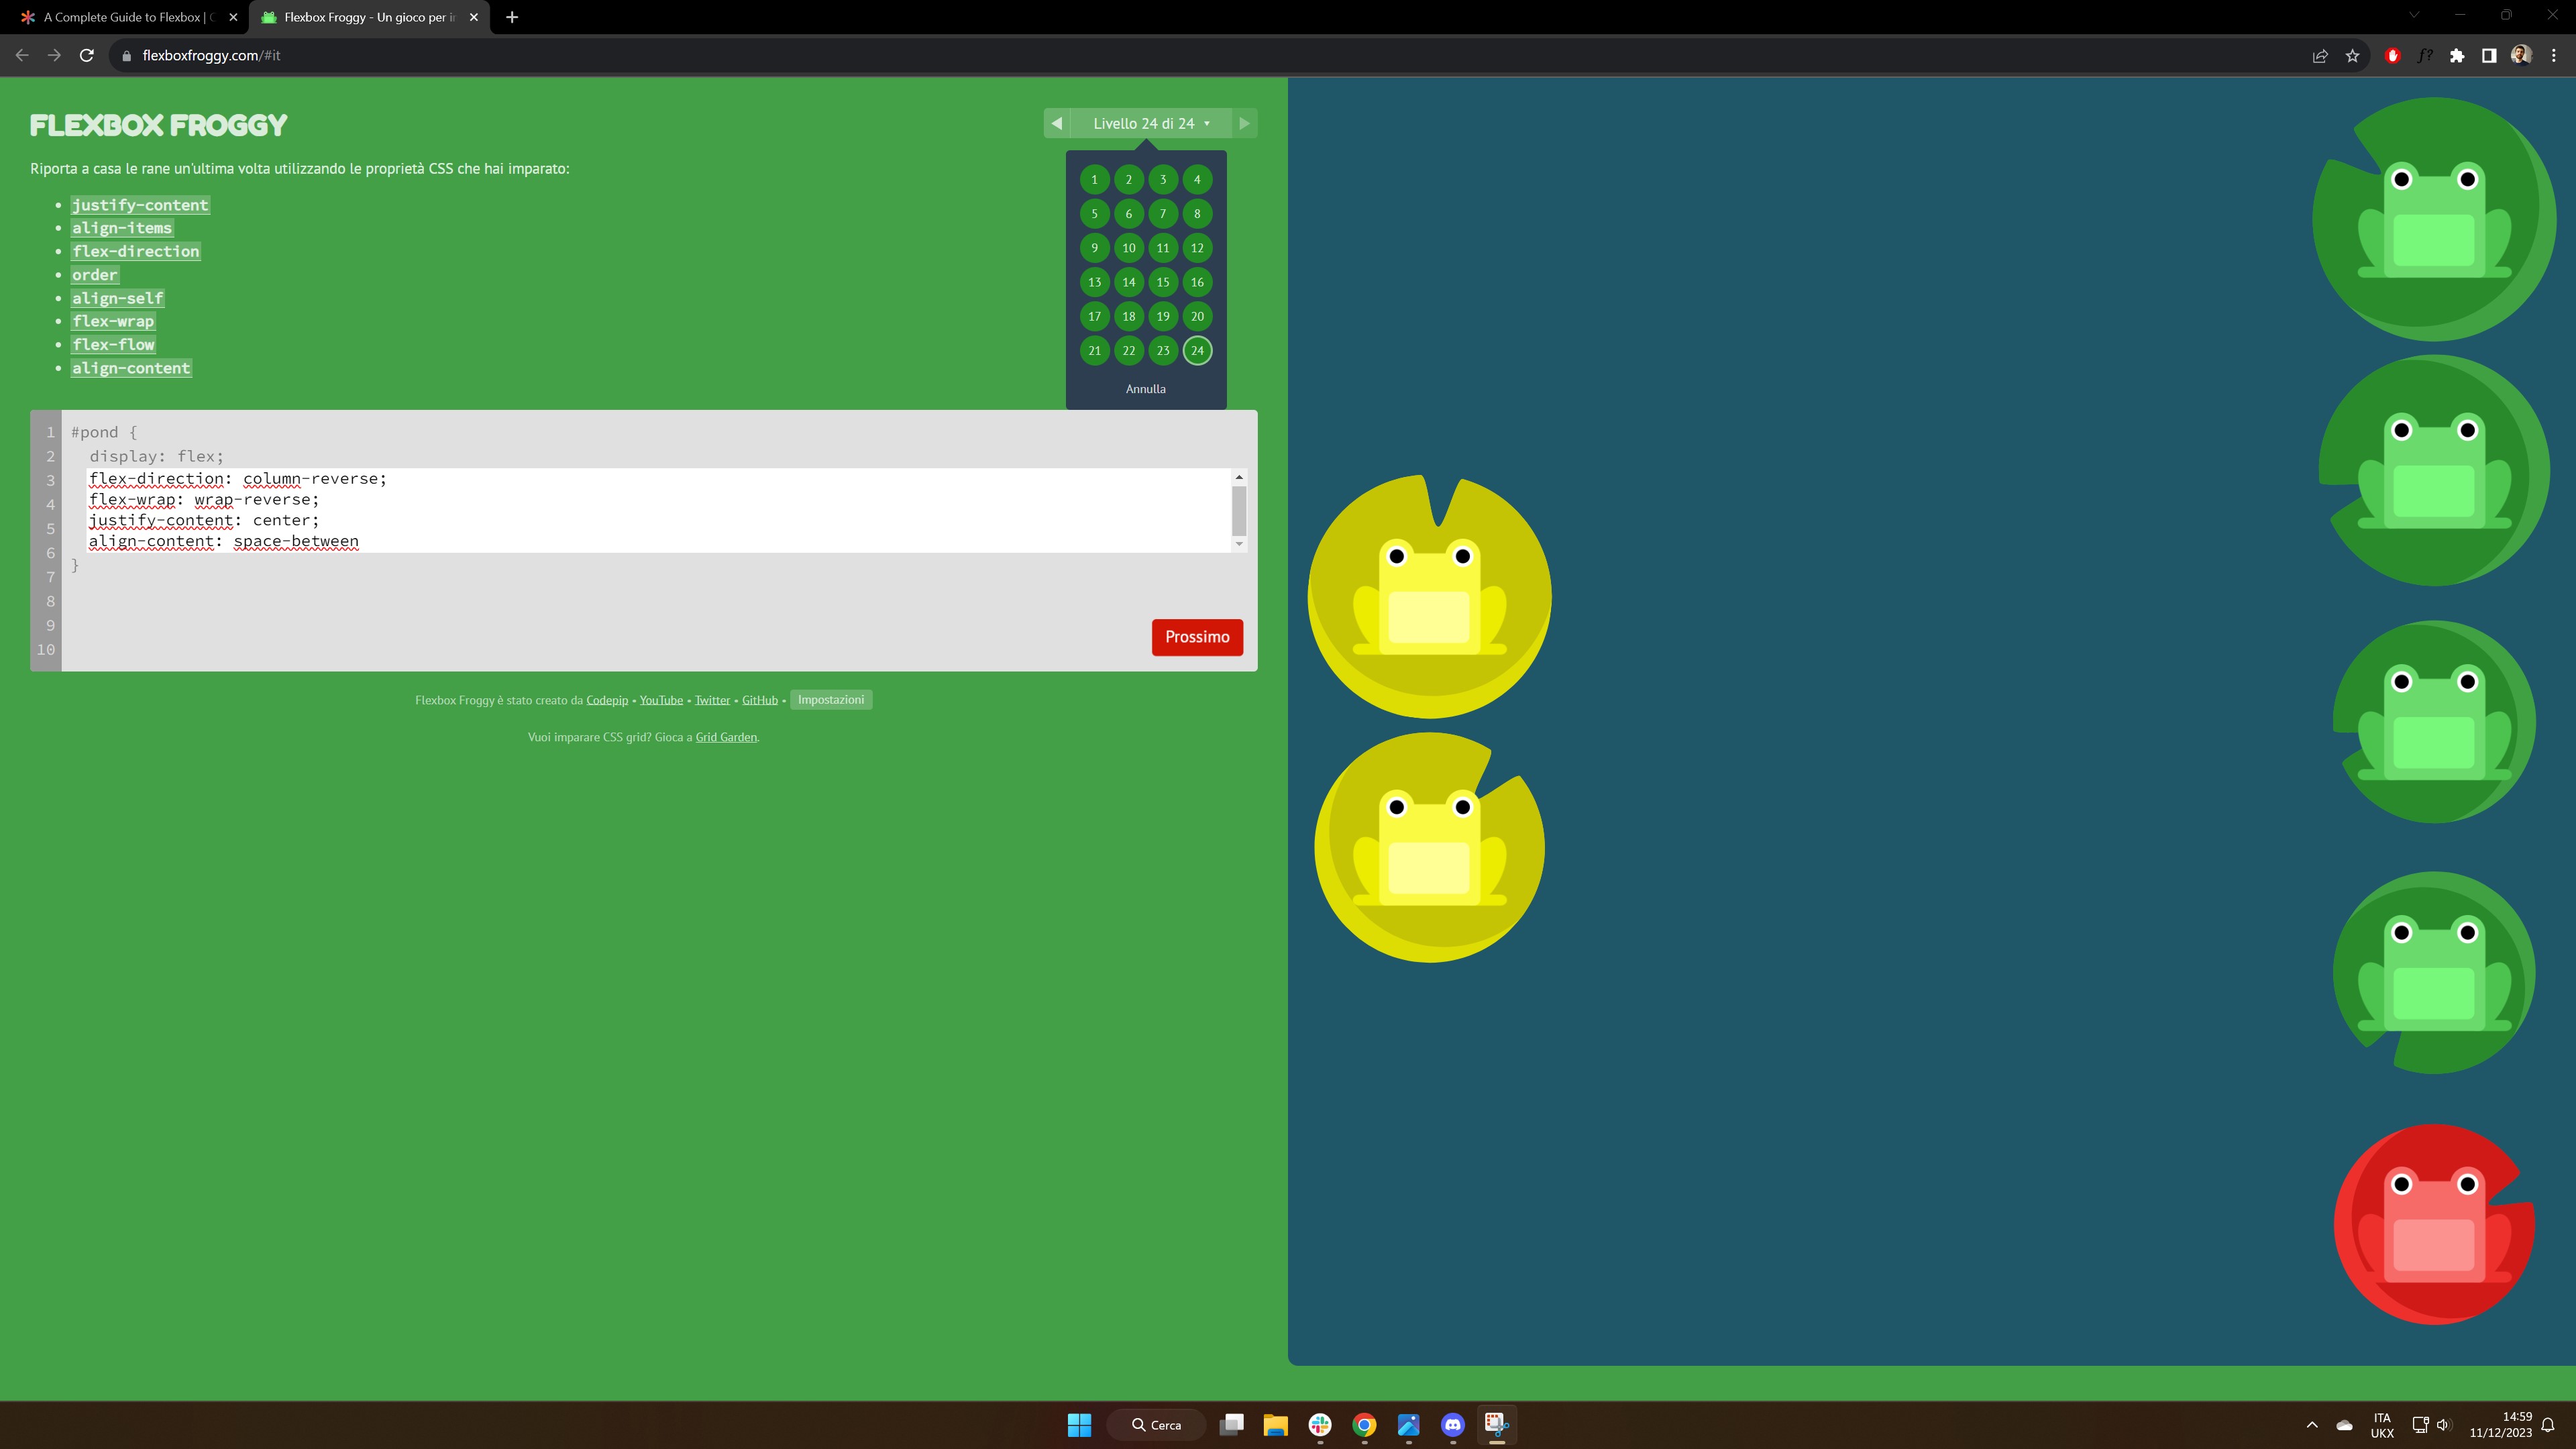 A Complete Guide to Flexbox |
Flexbox Froggy - Un gioco per i
flexboxfroggy.com/#it
f?
FLEXBOX FROGGY
Livello 24 di 24
Riporta a casa le rane un'ultima volta utilizzando le proprietà CSS che hai imparato:
• justify-content
• align-items
• flex-direction
• order
• align-self
• flex-wrap
• flex-flow
• align-content
1 2 3 4
5 6 7 8
9 10 11 12
13 14 15 16
17 18 19 20
21 22 23 24
Annulla
1 #pond {
2 display: flex;
3 flex-direction: column-reverse;
4 flex-wrap: wrap-reverse;
5 justify-content: center;
6 align-content: space-between
7 }
8
9
10
Prossimo
Flexbox Froggy è stato creato da Codepip • YouTube • Twitter • GitHub • Impostazioni
Vuoi imparare CSS grid? Gioca a Grid Garden.
Cerca
ITA
UKX
14:59
11/12/2023